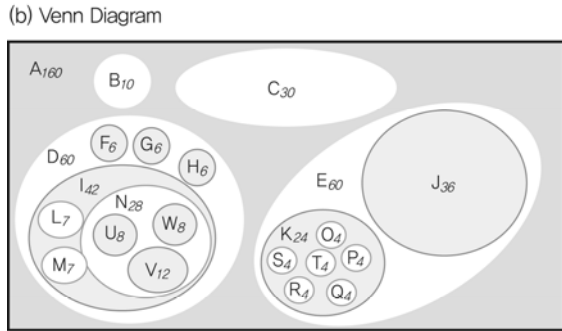 (b) Venn Diagram
A160
B10
C30
D60
F6
G6
H6
I42
N28
L7
U8
W8
M7
V12
E60
J36
K24
O4
S4
T4
P4
R4
Q4